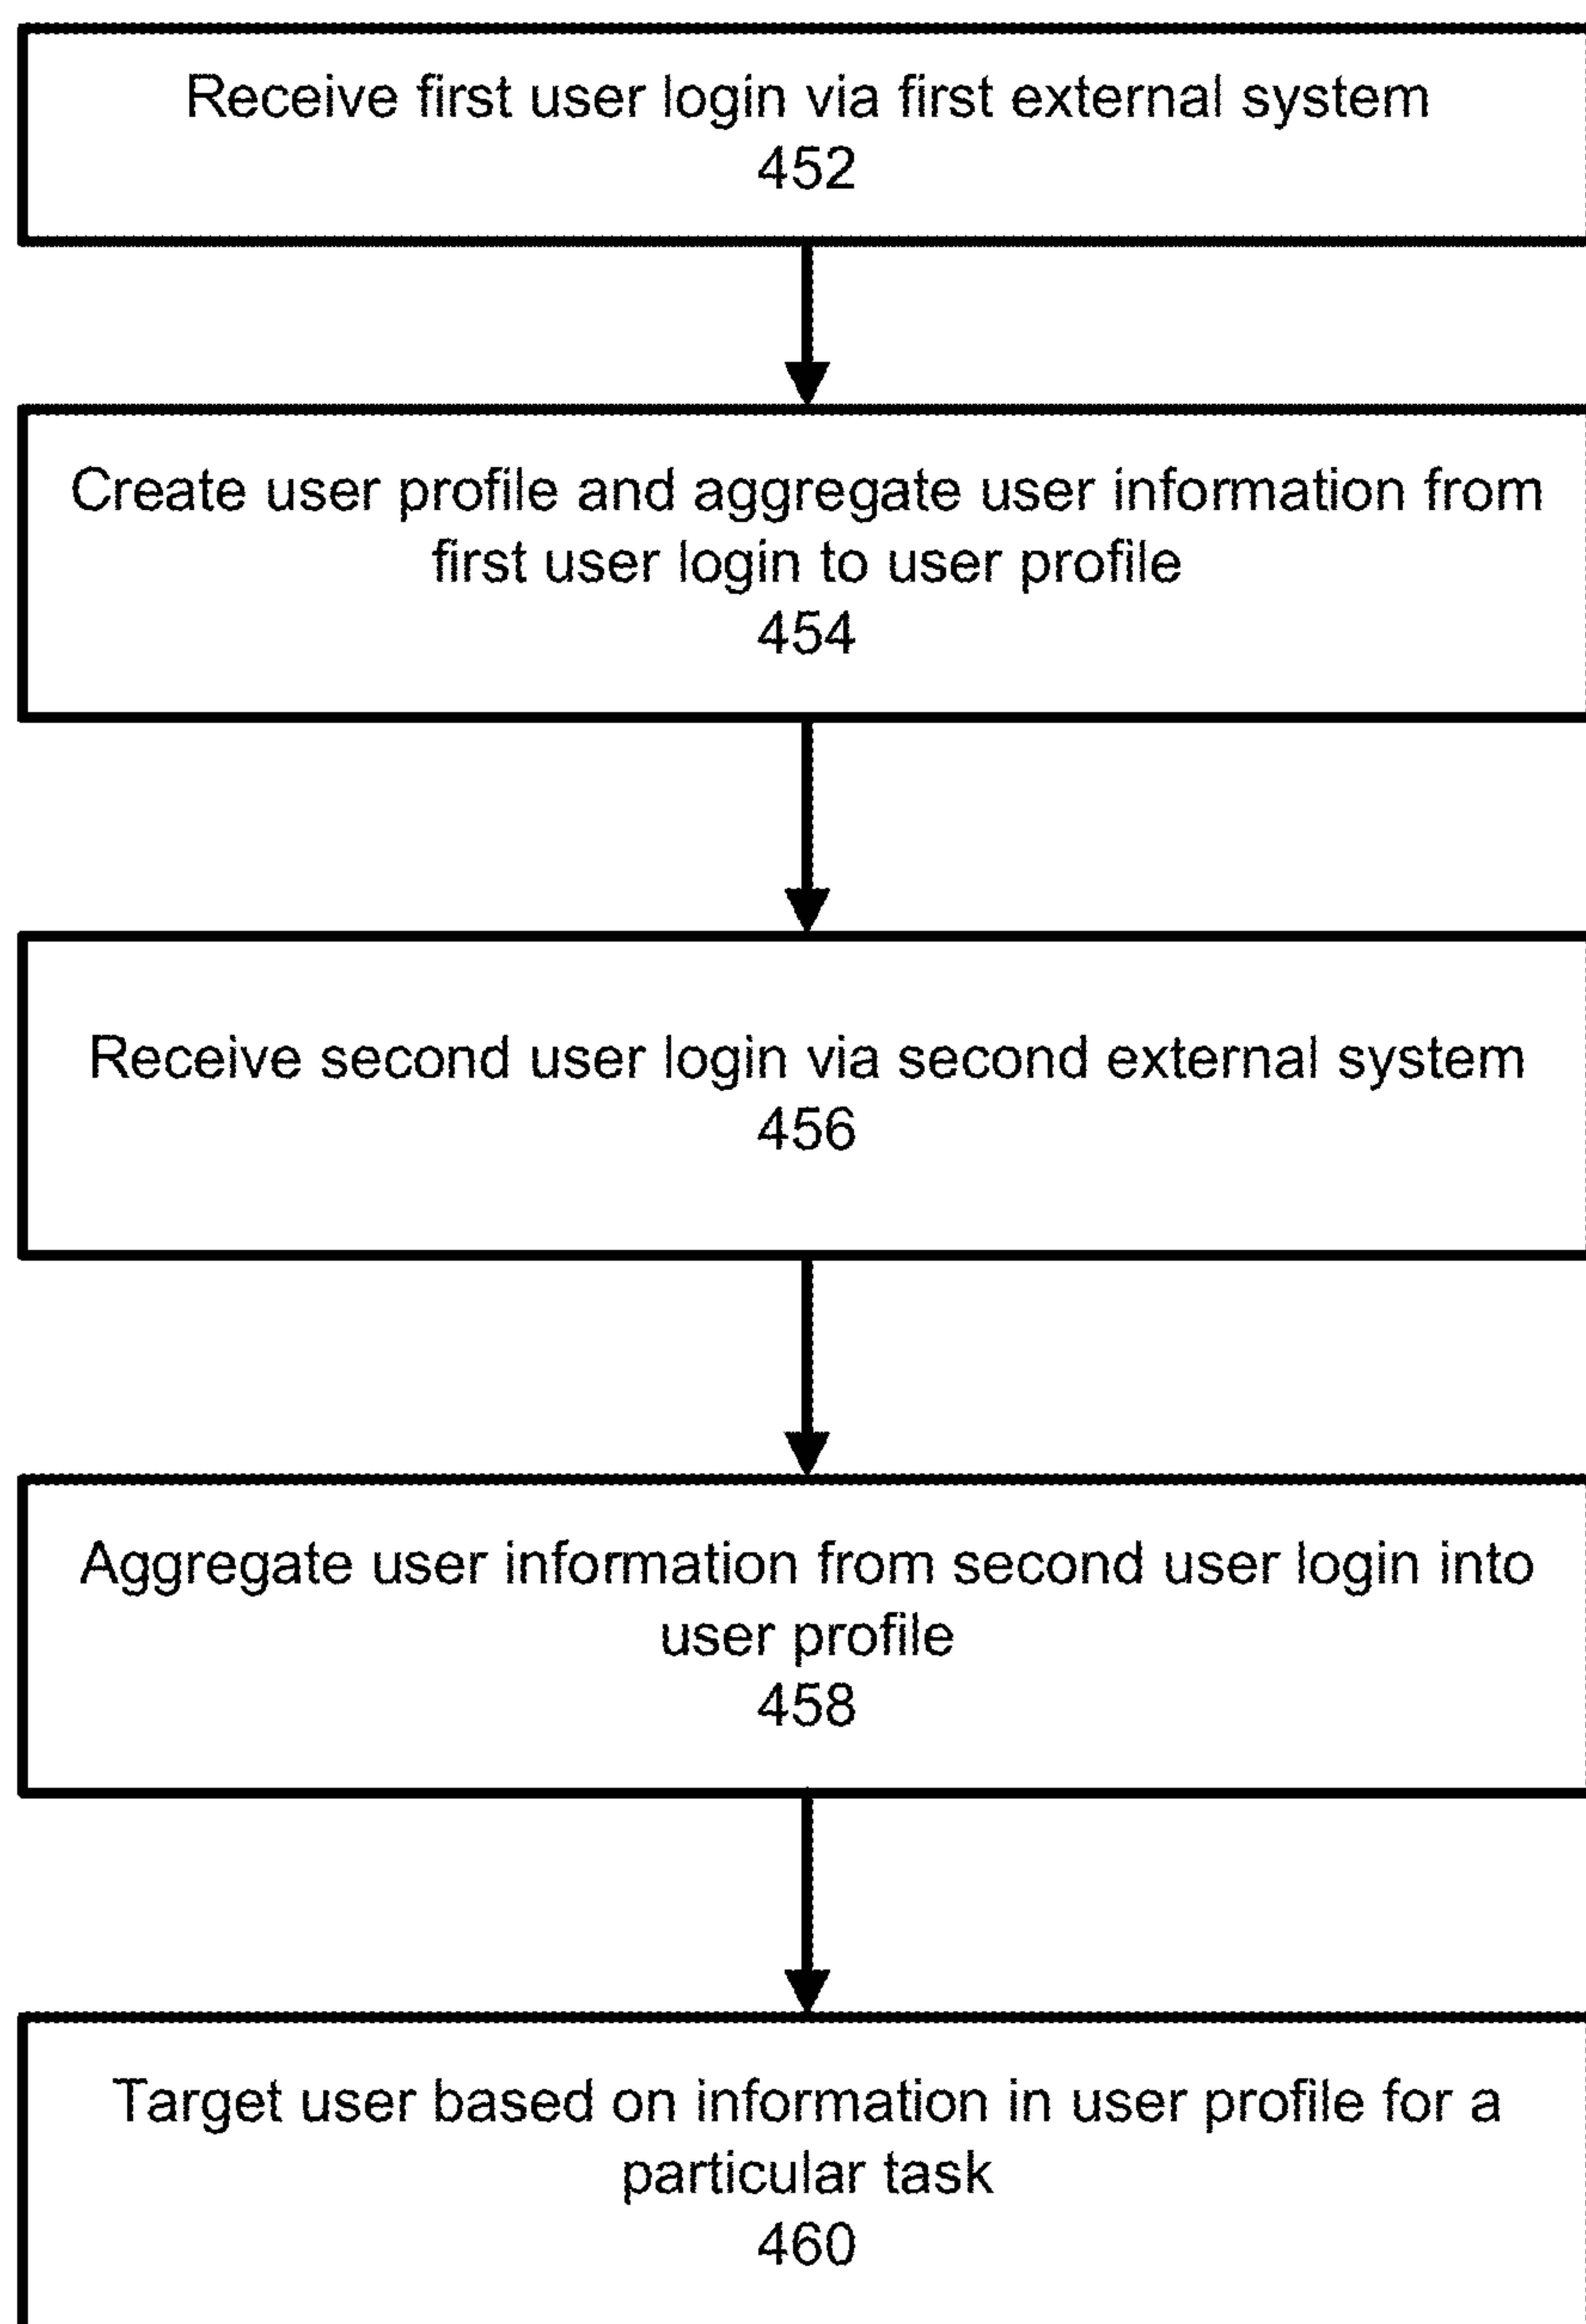 Receive first user login via first external system
452
Create user profile and aggregate user information from
first user login to user profile
454
Receive second user login via second external system
456
Aggregate user information from second user login into
user profile
458
Target user based on information in user profile for a
particular task
460